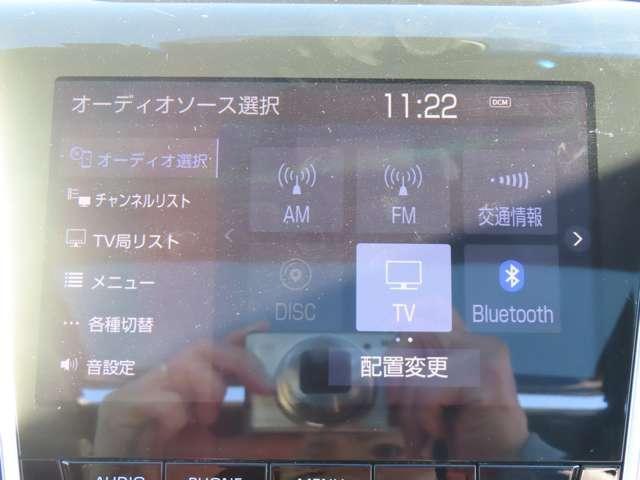 オーディオソース選択
11:22
DCM
オーディオ選択
チャンネルリスト
TV局リスト
メニュー
各種切替
音設定
AM
FM
交通情報
DISC
TV
Bluetooth
配置変更
AUDIO
PHONE
MENU